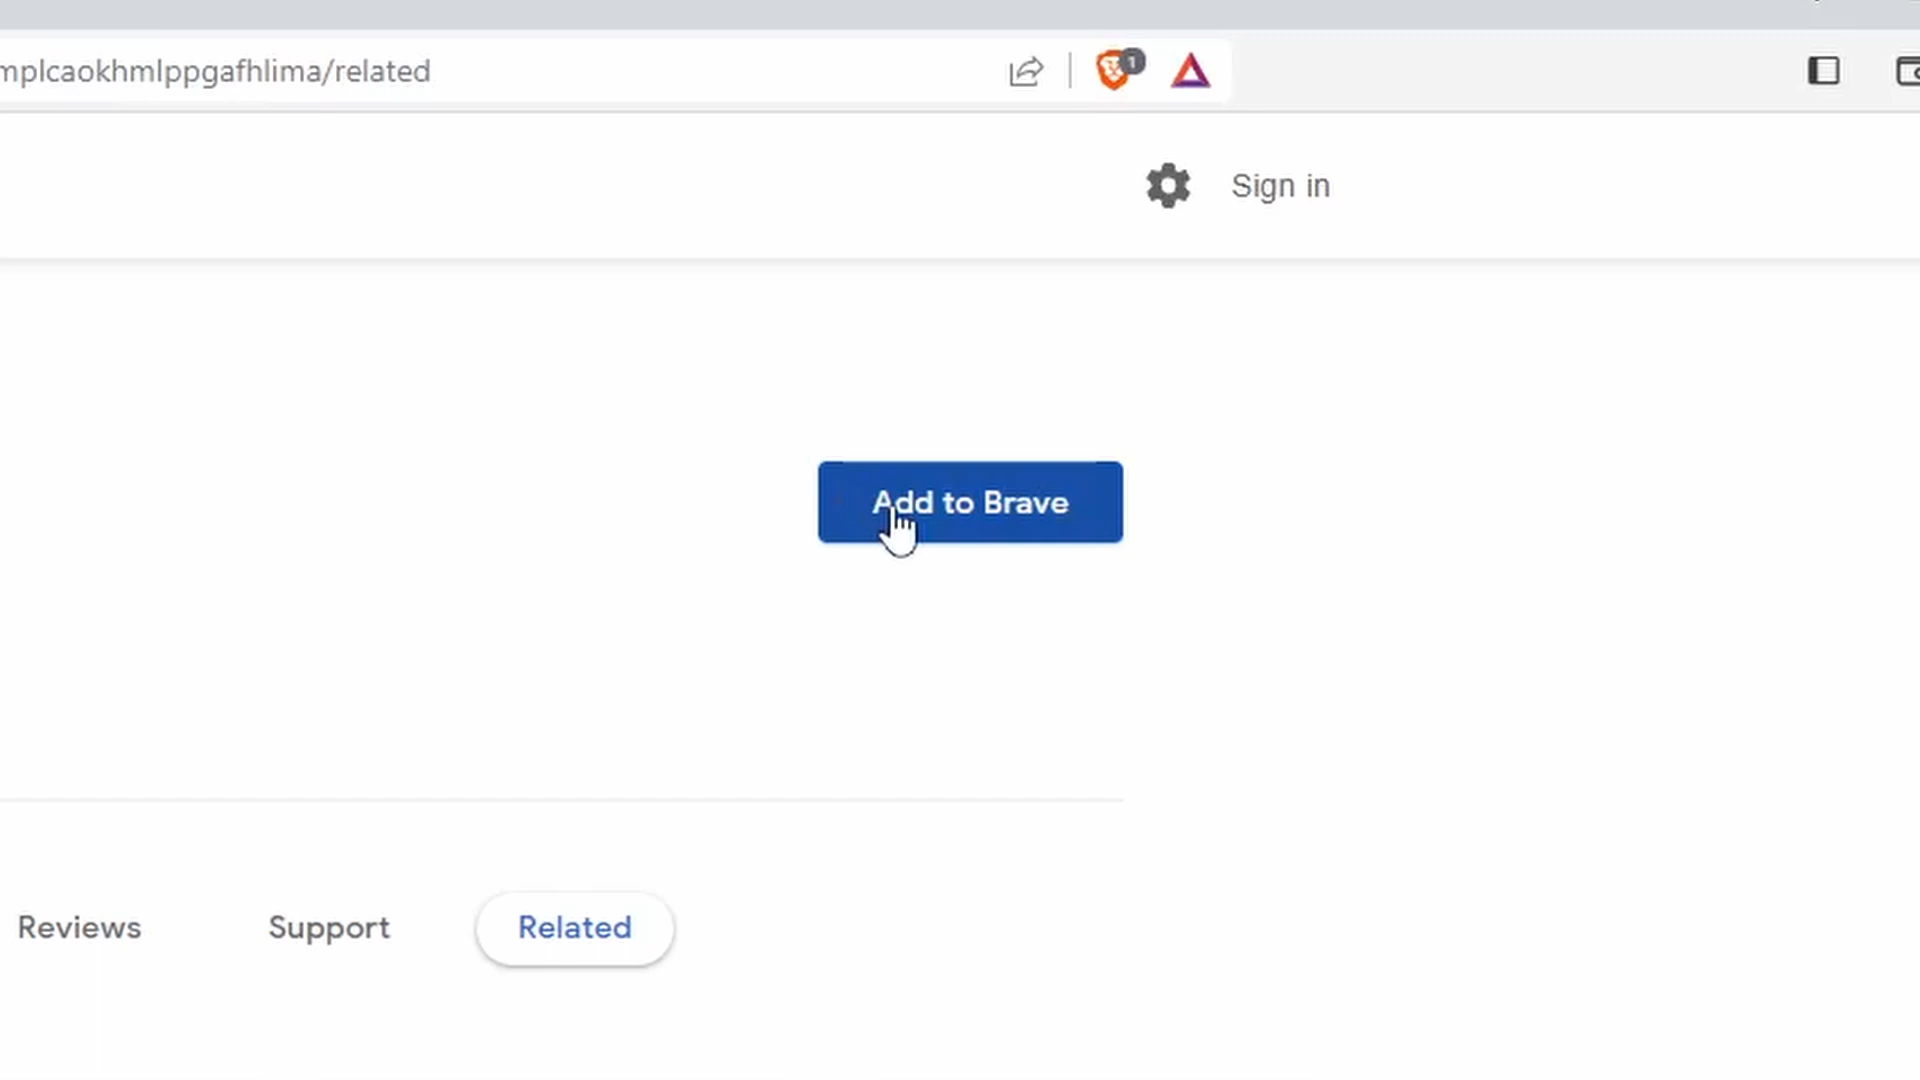 mplcaokhmlppgafhlima/related
1
Sign in
Add to Brave
Reviews
Support
Related